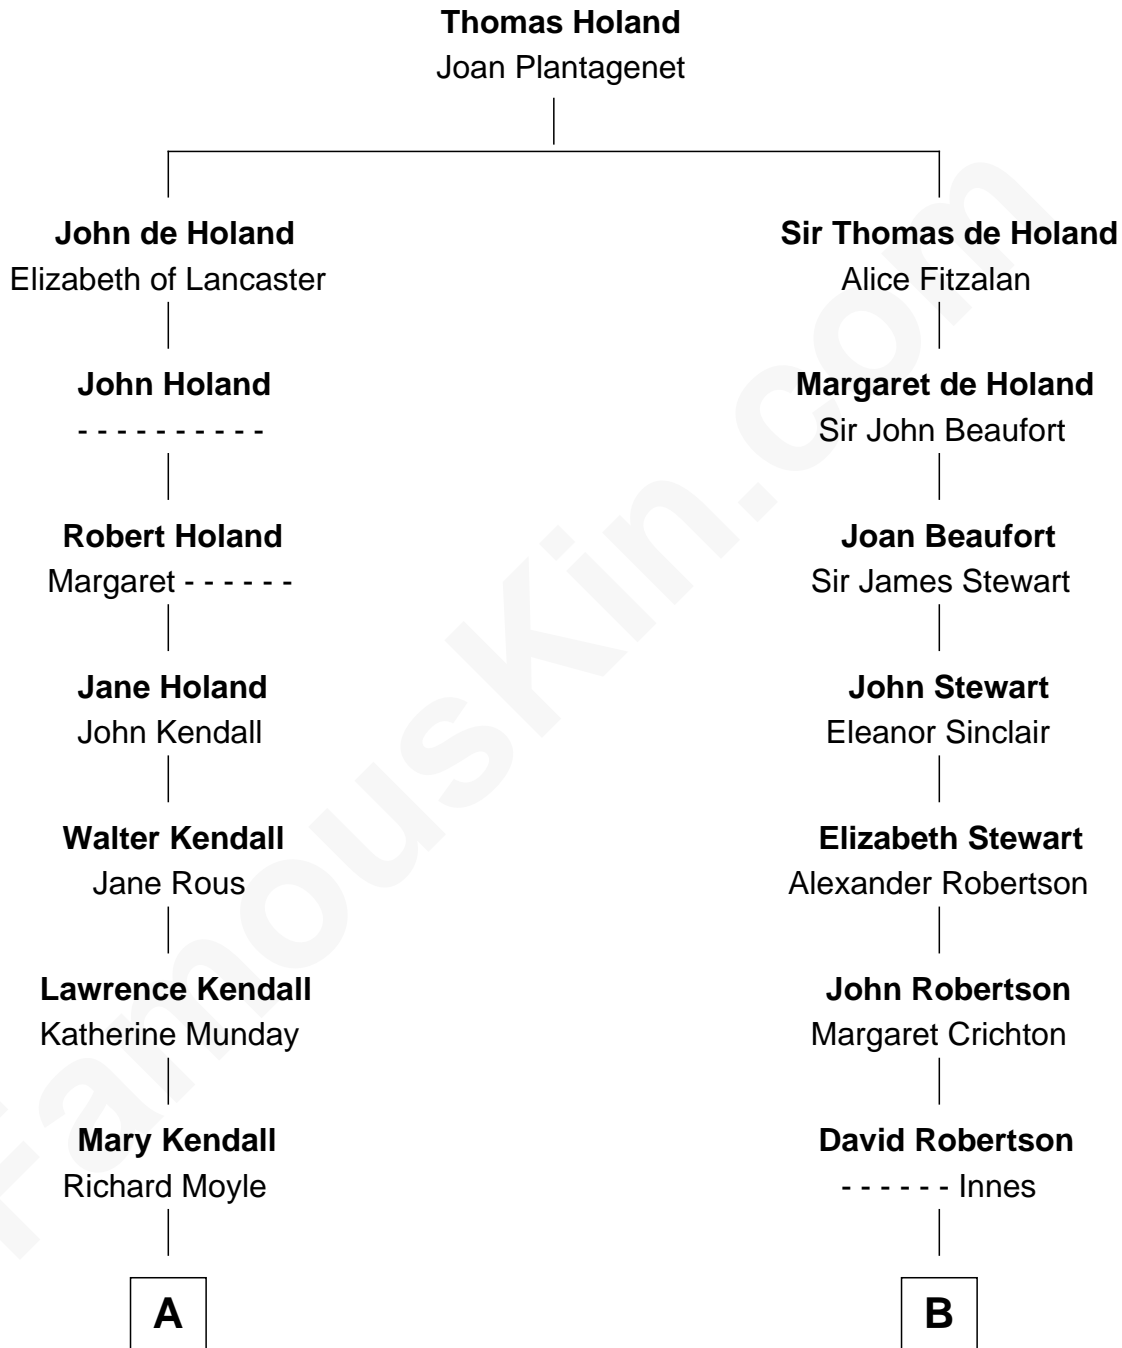 Thomas Holand
Joan Plantagenet
John de Holand
Elizabeth of Lancaster
Sir Thomas de Holand
Alice Fitzalan
John Holand
- - - - - - - - - -
Margaret de Holand
Sir John Beaufort
Robert Holand
Margaret - - - - - -
Joan Beaufort
Sir James Stewart
Jane Holand
John Kendall
John Stewart
Eleanor Sinclair
Walter Kendall
Jane Rous
Elizabeth Stewart
Alexander Robertson
Lawrence Kendall
Katherine Munday
John Robertson
Margaret Crichton
Mary Kendall
Richard Moyle
David Robertson
- - - - - - Innes
A
B
FamousKin.com